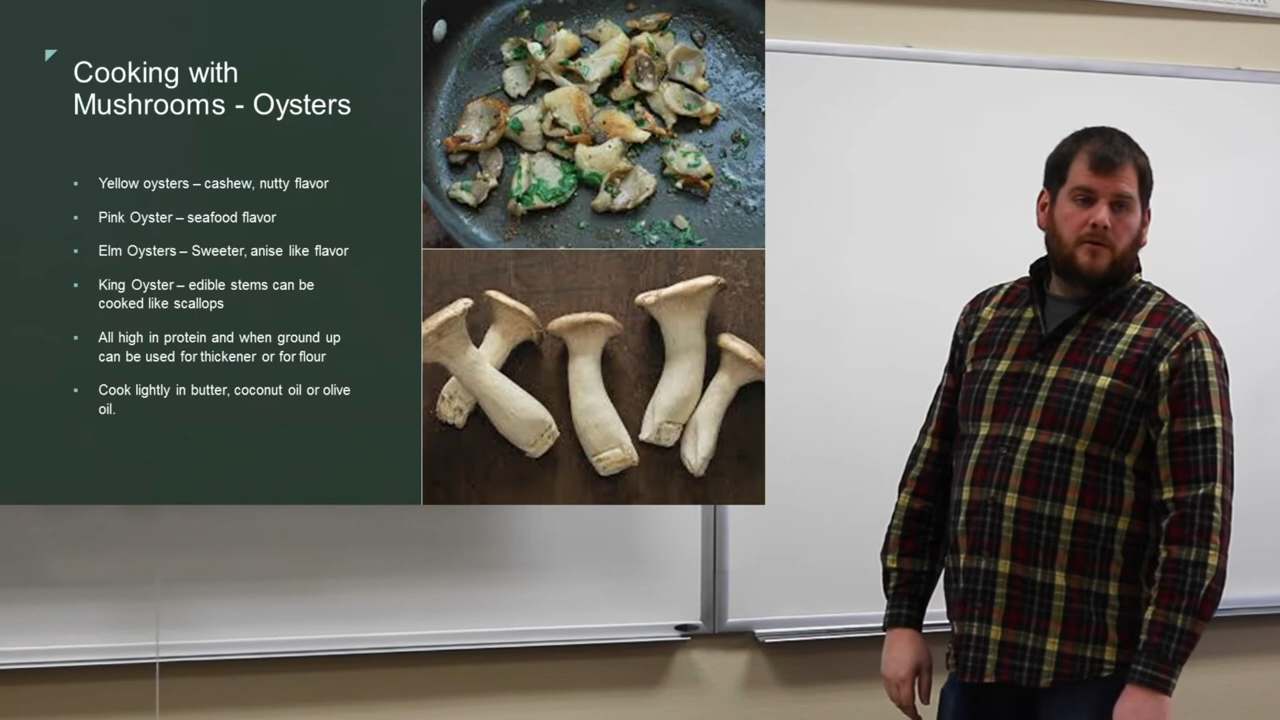 Cooking with
Mushrooms - Oysters
Yellow oysters – cashew, nutty flavor
Pink Oyster – seafood flavor
Elm Oysters – Sweeter, anise like flavor
King Oyster – edible stems can be
cooked like scallops
All high in protein and when ground up
can be used for thickener or for flour
Cook lightly in butter, coconut oil or olive
oil.